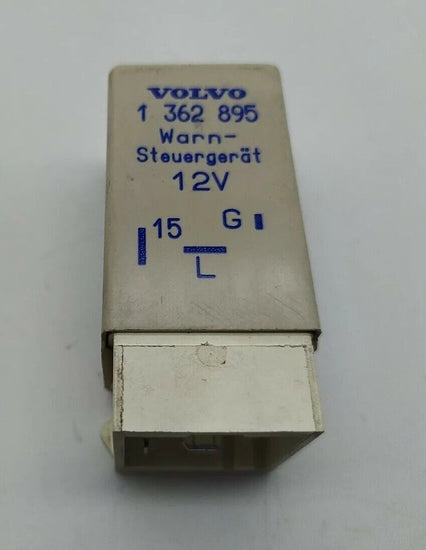 VOLVO
1 362 895
Warn-
Steuergerät
12V
15 G
L